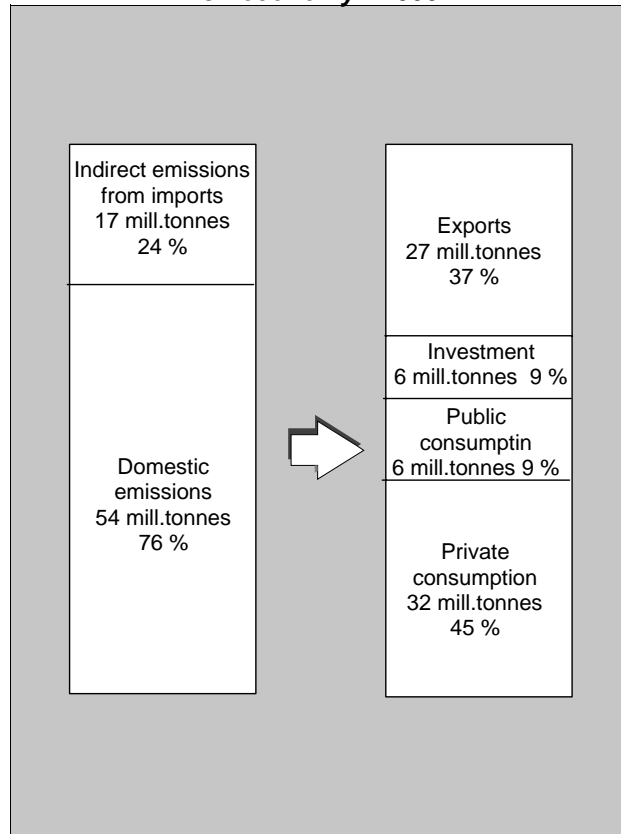 Indirect emissions
from imports
17 mill.tonnes
24 %
Domestic
emissions
54 mill.tonnes
76 %
Exports
27 mill.tonnes
37 %
Investment
6 mill.tonnes 9 %
Public
consumptin
6 mill.tonnes 9 %
Private
consumption
32 mill.tonnes
45 %